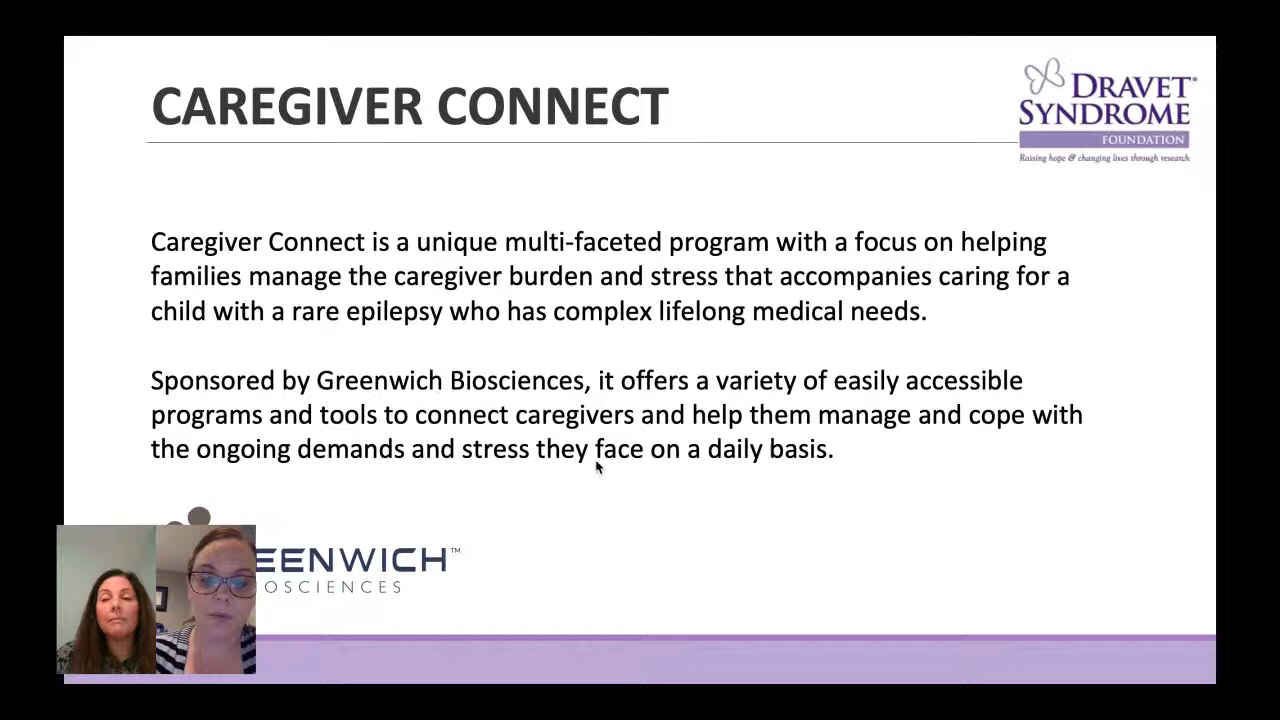 CAREGIVER CONNECT
DRAVET®
SYNDROME
FOUNDATION
Raising hope & changing lives through research
Caregiver Connect is a unique multi-faceted program with a focus on helping
families manage the caregiver burden and stress that accompanies caring for a
child with a rare epilepsy who has complex lifelong medical needs.
Sponsored by Greenwich Biosciences, it offers a variety of easily accessible
programs and tools to connect caregivers and help them manage and cope with
the ongoing demands and stress they face on a daily basis.
EENWICH™
OSCIENCES